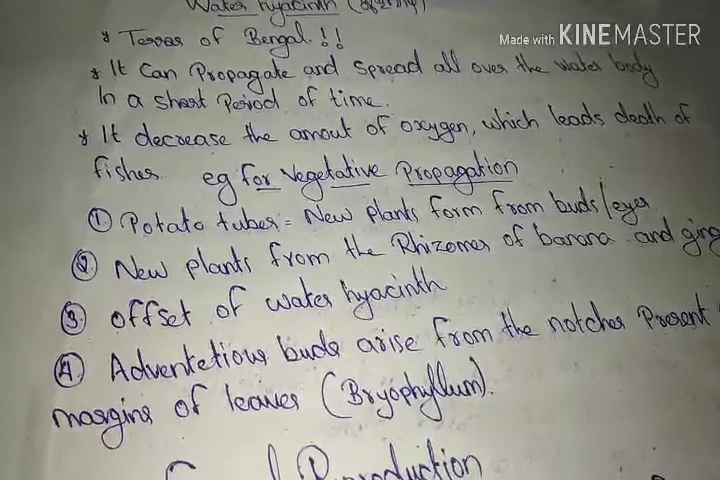 Water hyacinth (
Made with KINEMASTER
* Terror of Bengal !!
* It can Propagate and spread all over the water body
In a short Period of time.
* It decrease the amout of oxygen, which leads death of
fishes eg for Vegetative Propagation
① Potato tuber = New plants form from buds/eyes
② New plants from the Rhizomes of banana and ging
③ offset of water hyacinth
④ Adventetious buds arise from the notches Present
margins of leaves (Bryophyllum).
Reproduction